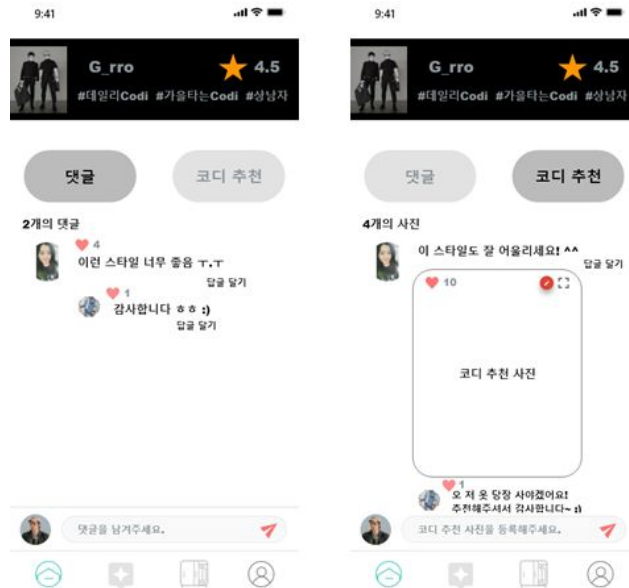 9:41
G_rro
4.5
#데일리Codi #가을타는Codi #상남자
댓글
코디 추천
2개의 댓글
4
이런 스타일 너무 좋음 ㅜ.ㅜ
답글 달기
1
감사합니다 ㅎㅎ :)
답글 달기
댓글을 남겨주세요.
9:41
G_rro
4.5
#데일리Codi #가을타는Codi #상남자
댓글
코디 추천
4개의 사진
이 스타일도 잘 어울리세요! ^^
답글 달기
10
코디 추천 사진
1
오 저 옷 당장 사야겠어요!
추천해주셔서 감사합니다~ :)
코디 추천 사진을 등록해주세요.